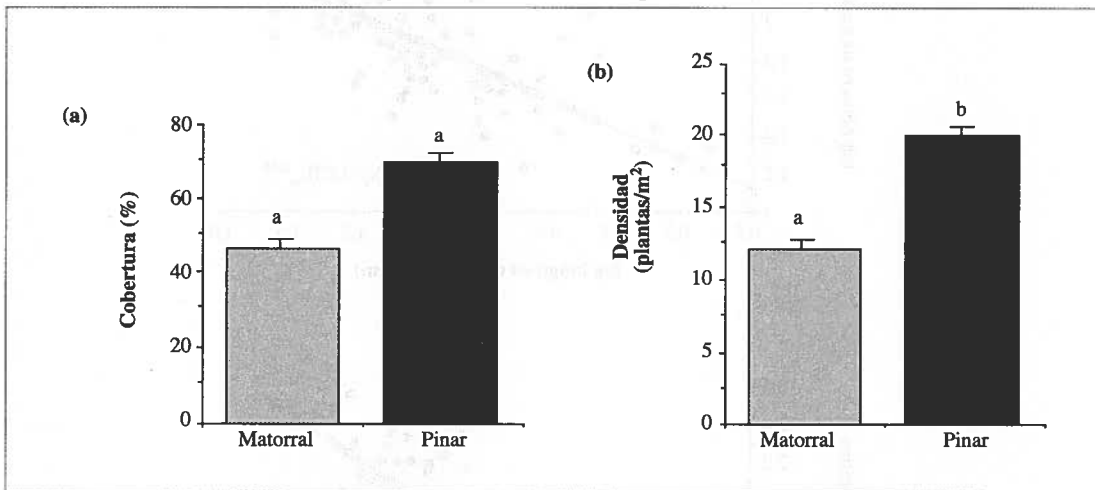 (a)
Cobertura (%)
80
60
40
20
0
a
a
Matorral
Pinar
(b)
Densidad
(plantas/m²)
25
20
15
10
5
0
a
b
Matorral
Pinar